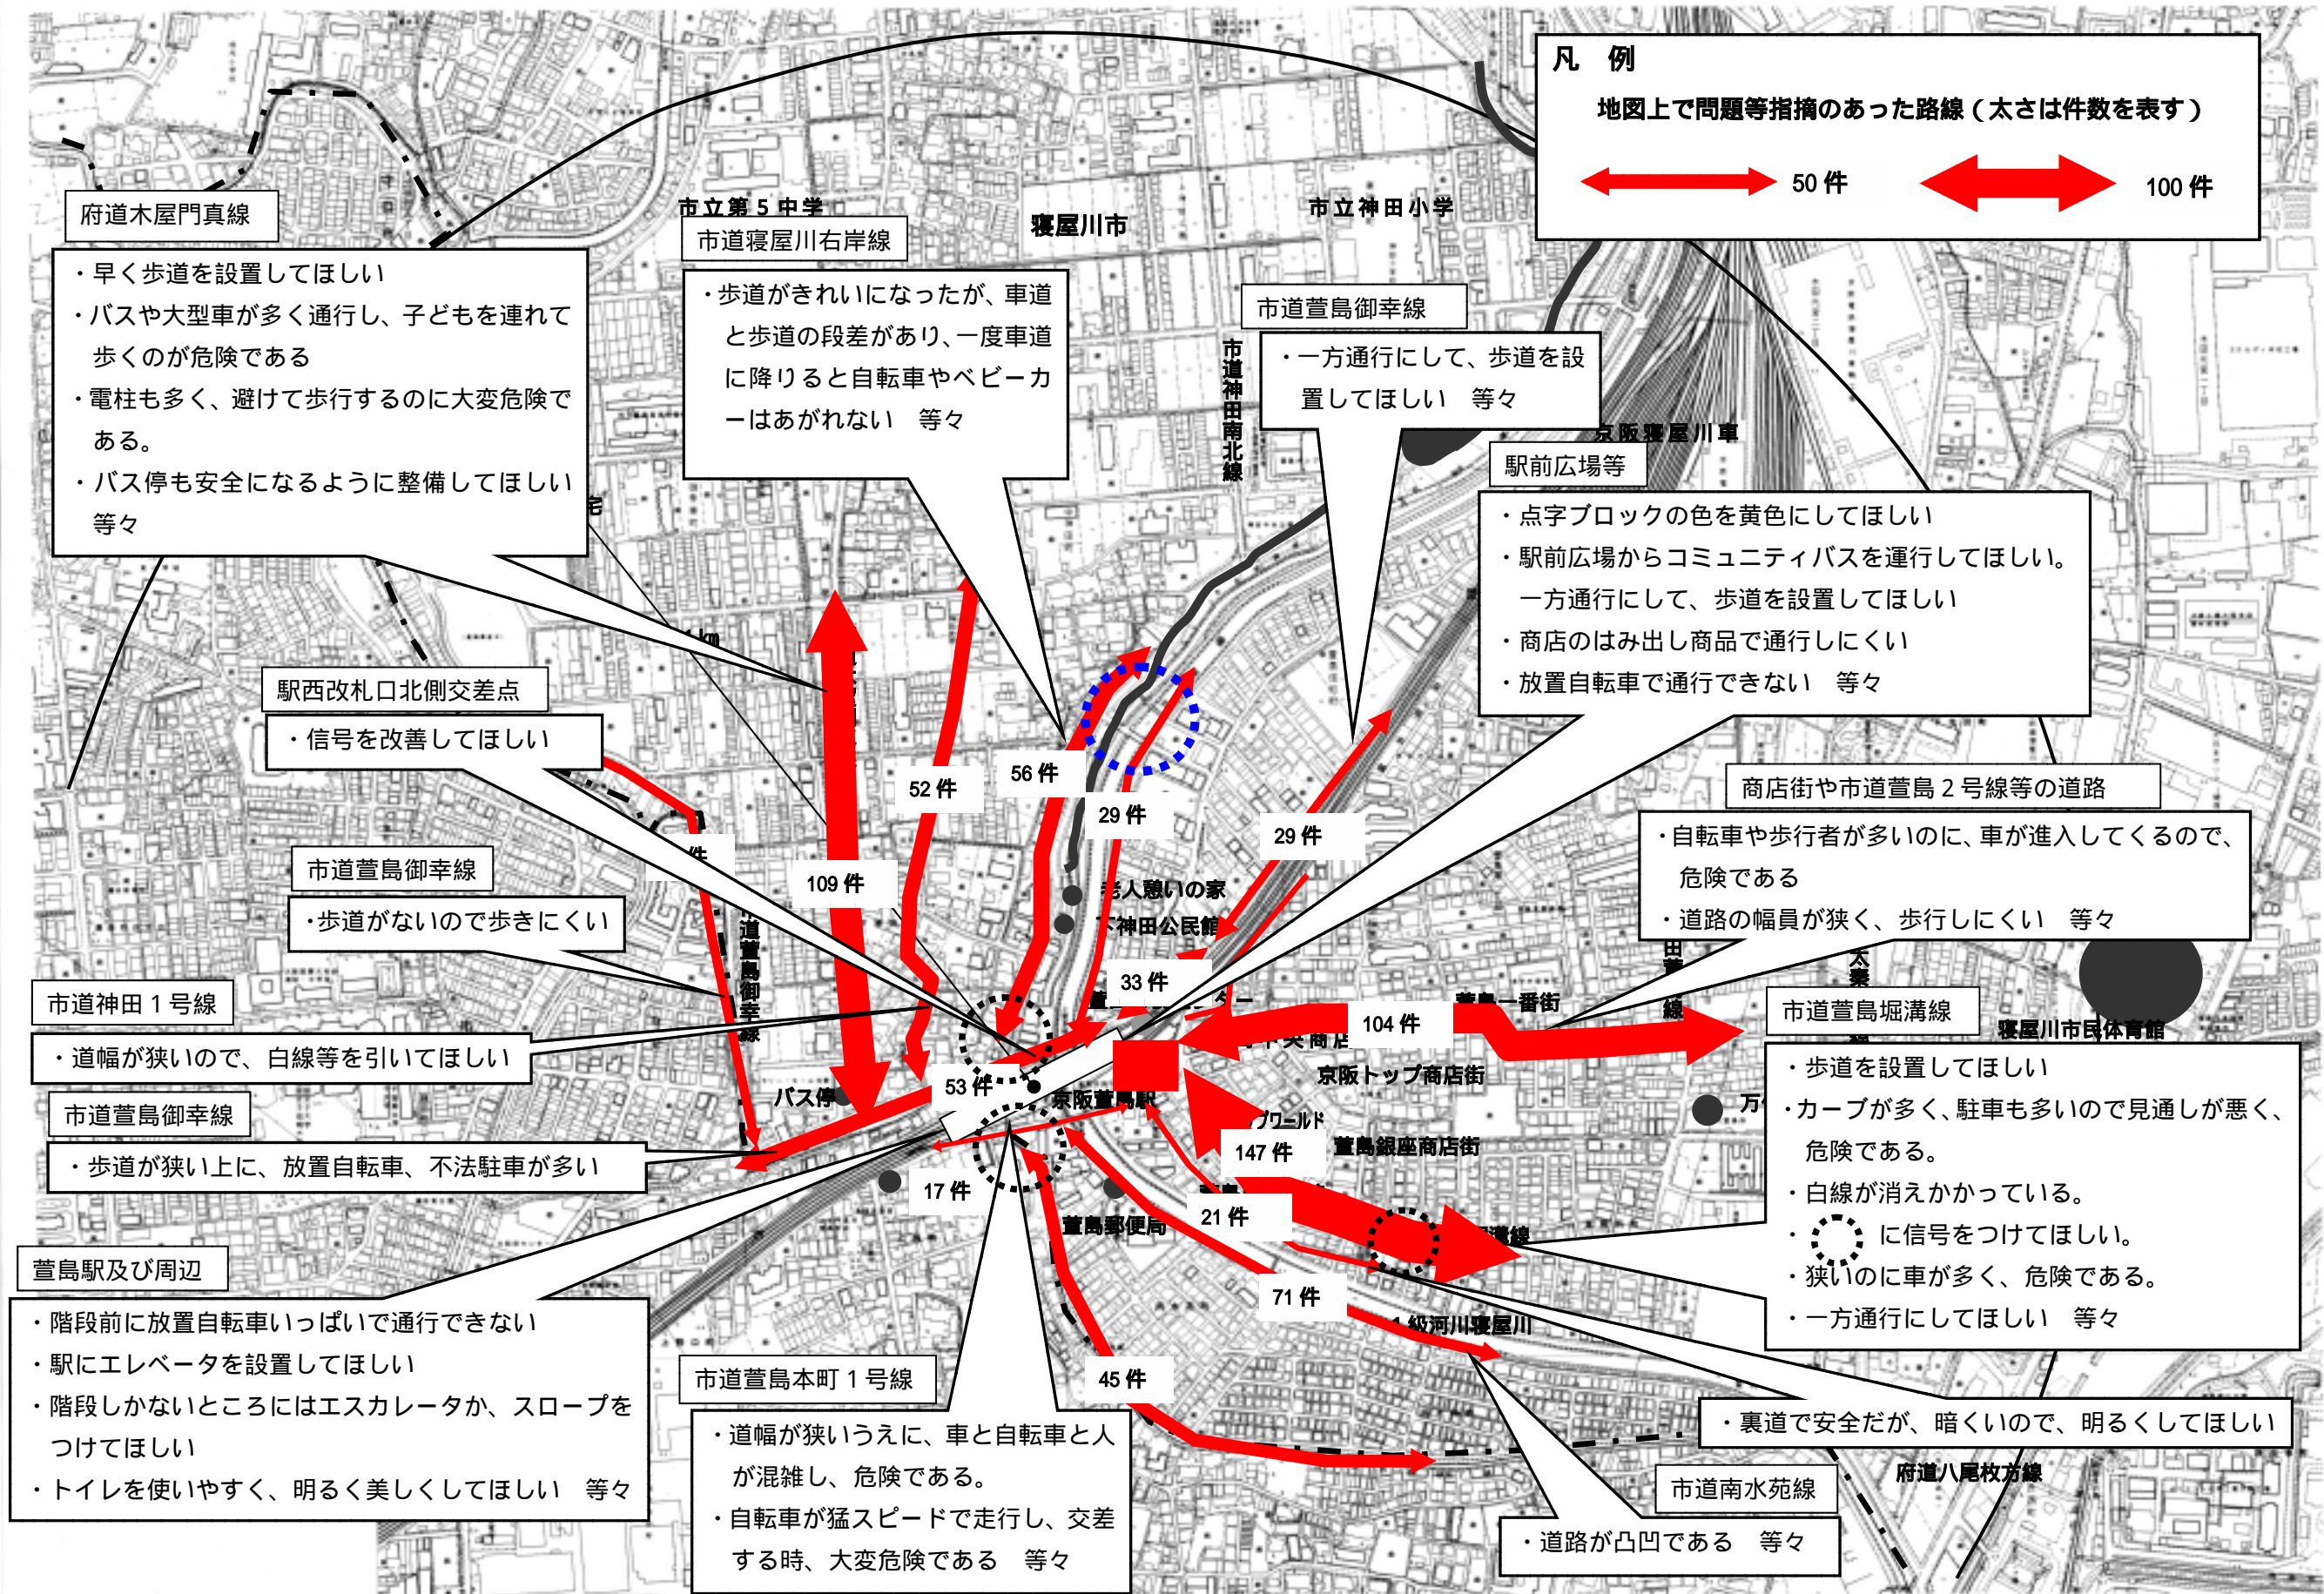 凡 例
地図上で問題等指摘のあった路線（太さは件数を表す）
50 件
100 件
市立第５中学
寝屋川市
市立神田小学
府道木屋門真線
・早く歩道を設置してほしい
・バスや大型車が多く通行し、子どもを連れて
歩くのが危険である
・電柱も多く、避けて歩行するのに大変危険で
ある。
・バス停も安全になるように整備してほしい
等々
宅
市道寝屋川右岸線
・歩道がきれいになったが、車道
と歩道の段差があり、一度車道
に降りると自転車やベビーカ
ーはあがれない　等々
市道神田南北線
市道萱島御幸線
・一方通行にして、歩道を設
置してほしい　等々
京阪寝屋川車
駅前広場等
・点字ブロックの色を黄色にしてほしい
・駅前広場からコミュニティバスを運行してほしい。
一方通行にして、歩道を設置してほしい
・商店のはみ出し商品で通行しにくい
・放置自転車で通行できない　等々
km
駅西改札口北側交差点
・信号を改善してほしい
52 件
56 件
29 件
29 件
件
109 件
商店街や市道萱島２号線等の道路
・自転車や歩行者が多いのに、車が進入してくるので、
危険である
・道路の幅員が狭く、歩行しにくい　等々
市道萱島御幸線
・歩道がないので歩きにくい
道萱島御幸線
老人憩いの家
下神田公民館
33 件
市道神田１号線
・道幅が狭いので、白線等を引いてほしい
104 件
萱島一番街
京阪トップ商店街
太秦
寝屋川市民体育館
市道萱島御幸線
・歩道が狭い上に、放置自転車、不法駐車が多い
バス停
53 件
京阪萱島駅
プワールド
147 件
萱島銀座商店街
17 件
萱島郵便局
21 件
71 件
１級河川寝屋川
45 件
市道萱島堀溝線
・歩道を設置してほしい
・カーブが多く、駐車も多いので見通しが悪く、
危険である。
・白線が消えかかっている。
・　に信号をつけてほしい。
・狭いのに車が多く、危険である。
・一方通行にしてほしい　等々
萱島駅及び周辺
・階段前に放置自転車いっぱいで通行できない
・駅にエレベータを設置してほしい
・階段しかないところにはエスカレータか、スロープを
つけてほしい
・トイレを使いやすく、明るく美しくしてほしい　等々
市道萱島本町１号線
・道幅が狭いうえに、車と自転車と人
が混雑し、危険である。
・自転車が猛スピードで走行し、交差
する時、大変危険である　等々
・裏道で安全だが、暗くいので、明るくしてほしい
府道八尾枚方線
市道南水苑線
・道路が凸凹である　等々